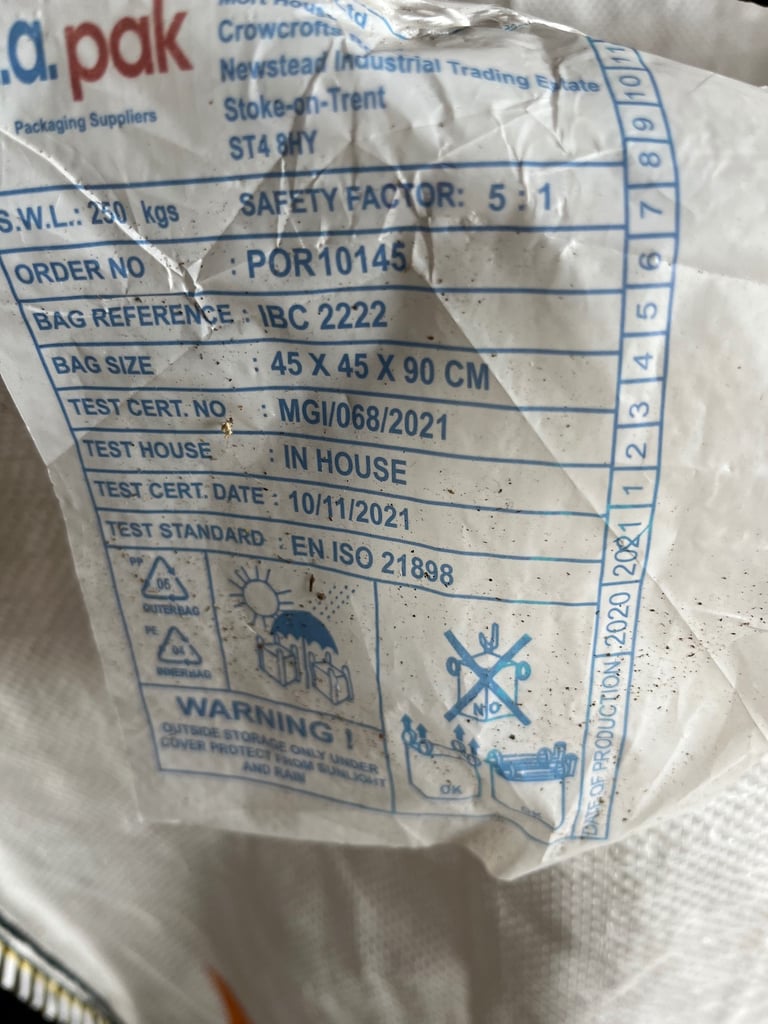 .a. pak
Packaging Suppliers
Crowcrofts
Newstead Industrial Trading Estate
Stoke-on-Trent
ST4 8HY
S.W.L.: 250 kgs SAFETY FACTOR: 5 : 1
ORDER NO : POR10145
BAG REFERENCE : IBC 2222
BAG SIZE : 45 X 45 X 90 CM
TEST CERT. NO : MGI/068/2021
TEST HOUSE : IN HOUSE
TEST CERT. DATE : 10/11/2021
TEST STANDARD : EN ISO 21898
PP
05
OUTERBAG
PE
04
INNERBAG
WARNING !
OUTSIDE STORAGE ONLY UNDER
COVER PROTECT FROM SUNLIGHT
AND RAIN
NO
OK
OK
DATE OF PRODUCTION 2020 2021 1 2 3 4 5 6 7 8 9 10 11